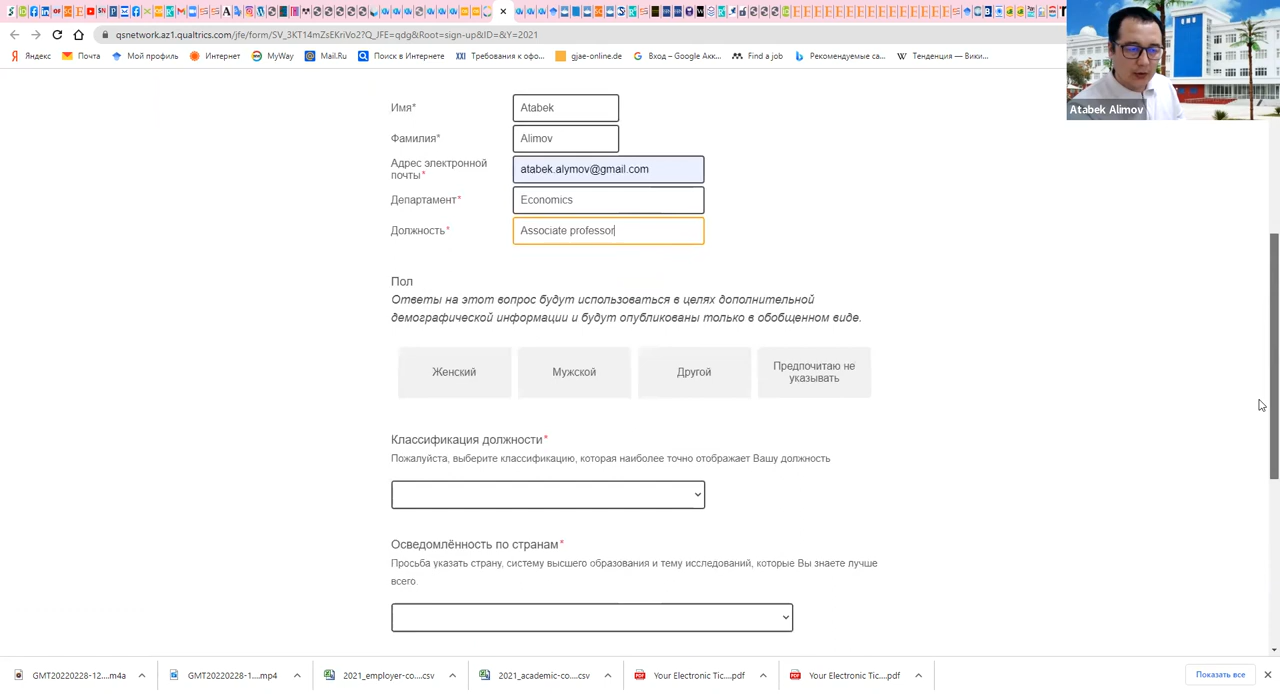 qsnetwork.az1.qualtrics.com/jfe/form/SV_3KT14mZsEKriVo2?Q_JFE=qdg&Root=sign-up&ID=&Y=2021
Яндекс Почта Мой профиль Интернет MyWay Mail.Ru Поиск в Интернете Требования к офо... gjae-online.de Вход – Google Акк... Find a job Рекомендуемые са... Тенденция — Вики...
Atabek Alimov
Имя* Atabek
Фамилия* Alimov
Адрес электронной
почты* atabek.alymov@gmail.com
Департамент* Economics
Должность* Associate professor
Пол
Ответы на этот вопрос будут использоваться в целях дополнительной
демографической информации и будут опубликованы только в обобщенном виде.
Женский Мужской Другой Предпочитаю не
указывать
Классификация должности*
Пожалуйста, выберите классификацию, которая наиболее точно отображает Вашу должность
Осведомлённость по странам*
Просьба указать страну, систему высшего образования и тему исследований, которые Вы знаете лучше
всего.
GMT20220228-12....m4a GMT20220228-1....mp4 2021_employer-co....csv 2021_academic-co....csv Your Electronic Tic....pdf Your Electronic Tic....pdf Показать все